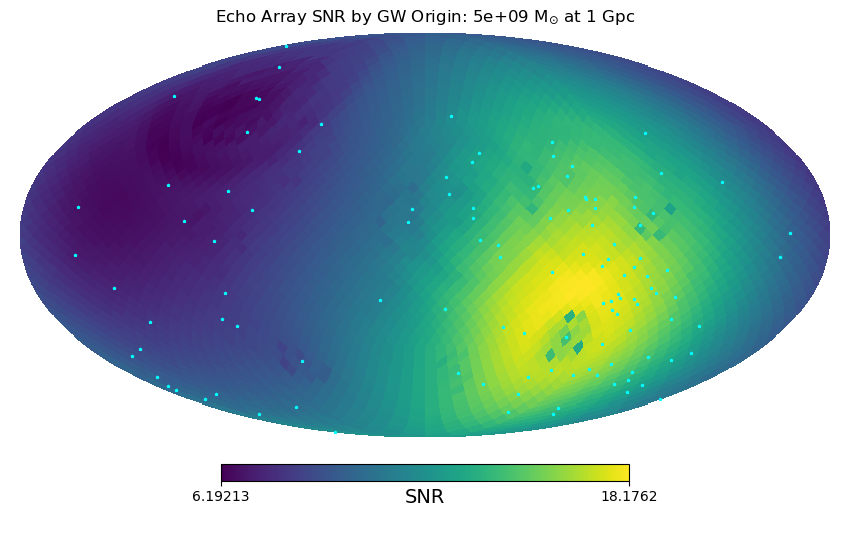 Echo Array SNR by GW Origin: 5e+09 M⊙ at 1 Gpc
6.19213 18.1762
SNR